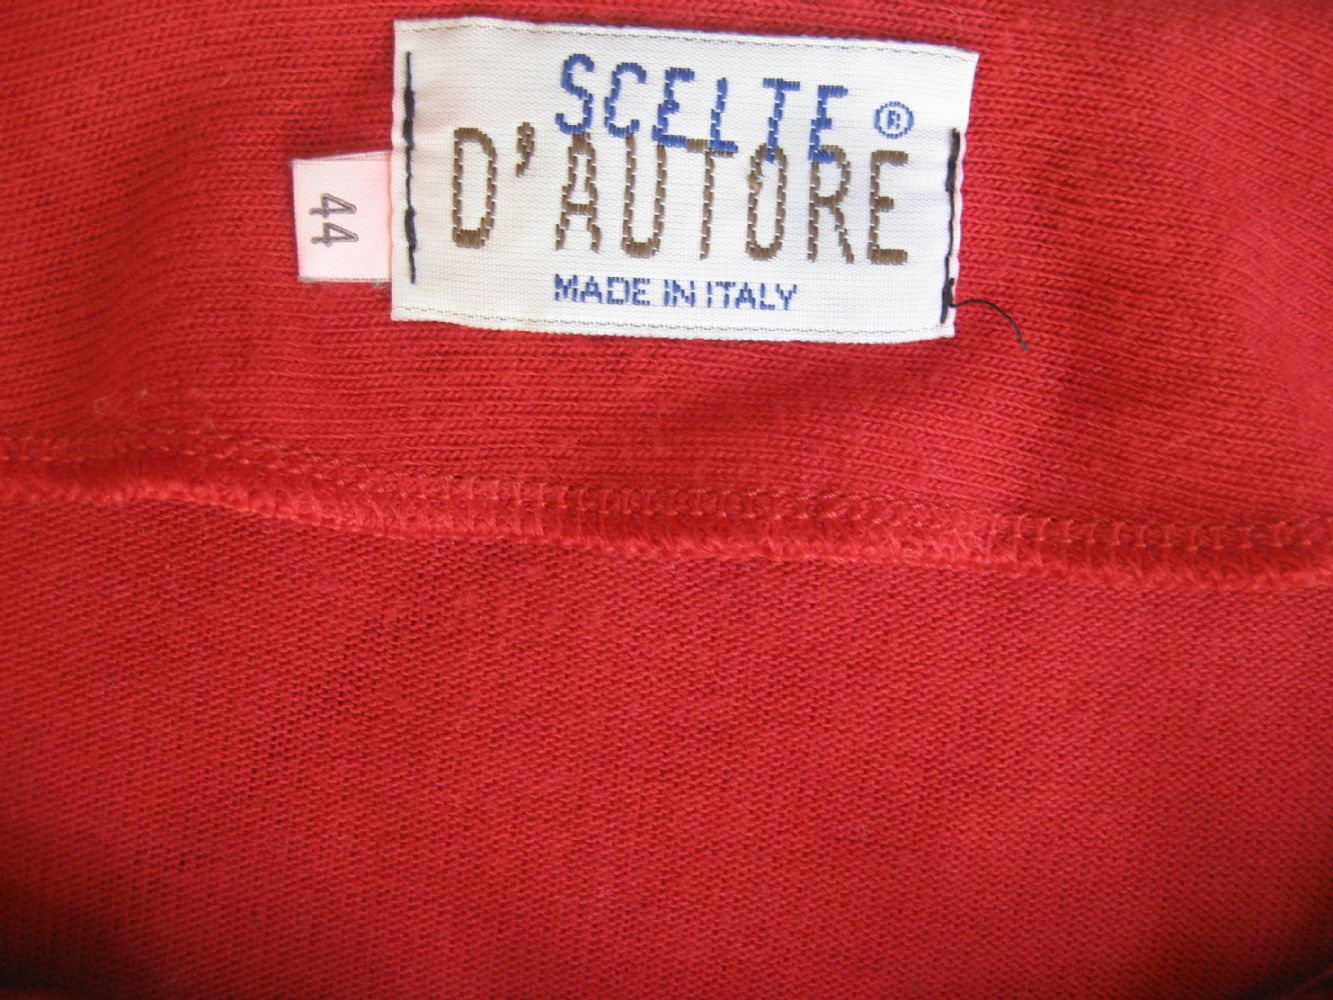 SCELTE ®
D'AUTORE
MADE IN ITALY
44